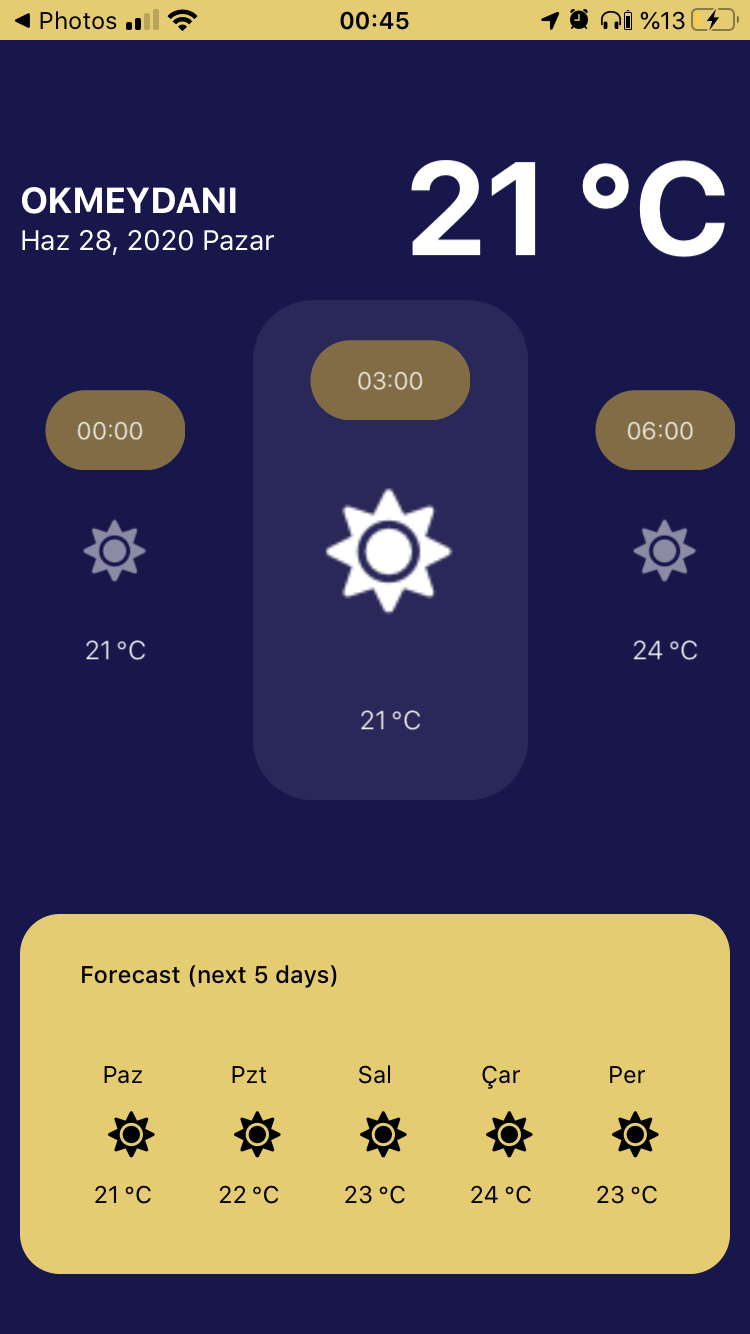 ◀ Photos 00:45 %13
OKMEYDANI
21 °C
Haz 28, 2020 Pazar
00:00 03:00 06:00
21 °C 21 °C 24 °C
Forecast (next 5 days)
Paz Pzt Sal Çar Per
21 °C 22 °C 23 °C 24 °C 23 °C